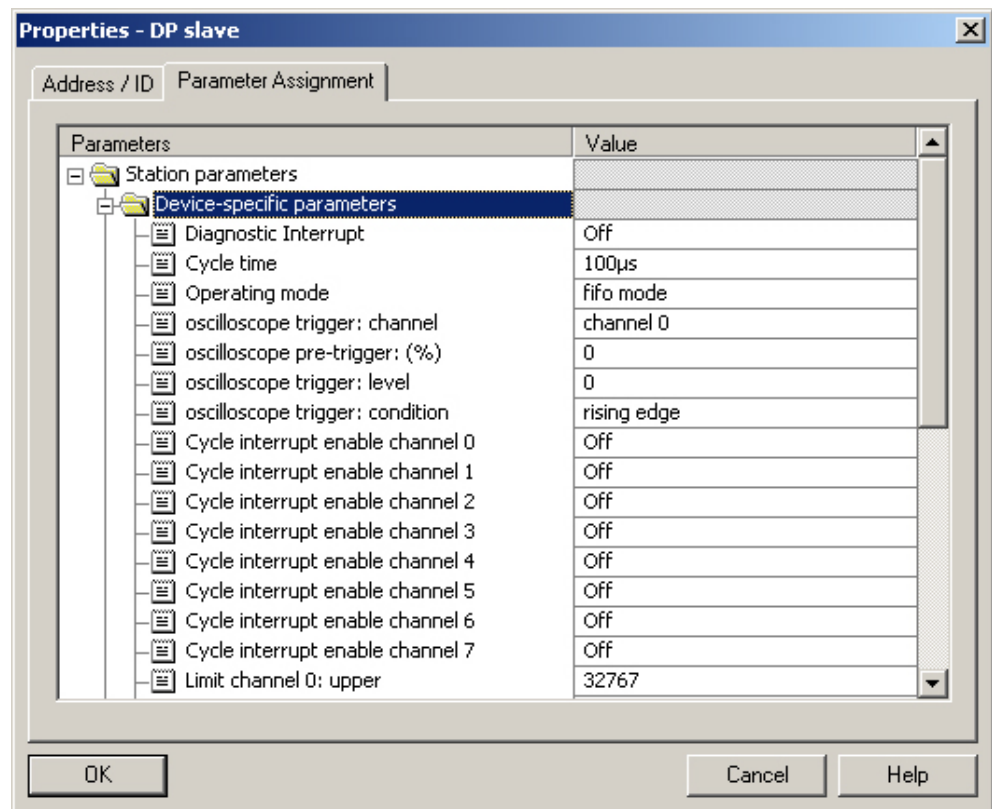 Properties - DP slave
Address / ID Parameter Assignment
Parameters Value
Station parameters
Device-specific parameters
Diagnostic Interrupt Off
Cycle time 100µs
Operating mode fifo mode
oscilloscope trigger: channel channel 0
oscilloscope pre-trigger: (%) 0
oscilloscope trigger: level 0
oscilloscope trigger: condition rising edge
Cycle interrupt enable channel 0 Off
Cycle interrupt enable channel 1 Off
Cycle interrupt enable channel 2 Off
Cycle interrupt enable channel 3 Off
Cycle interrupt enable channel 4 Off
Cycle interrupt enable channel 5 Off
Cycle interrupt enable channel 6 Off
Cycle interrupt enable channel 7 Off
Limit channel 0: upper 32767
OK Cancel Help